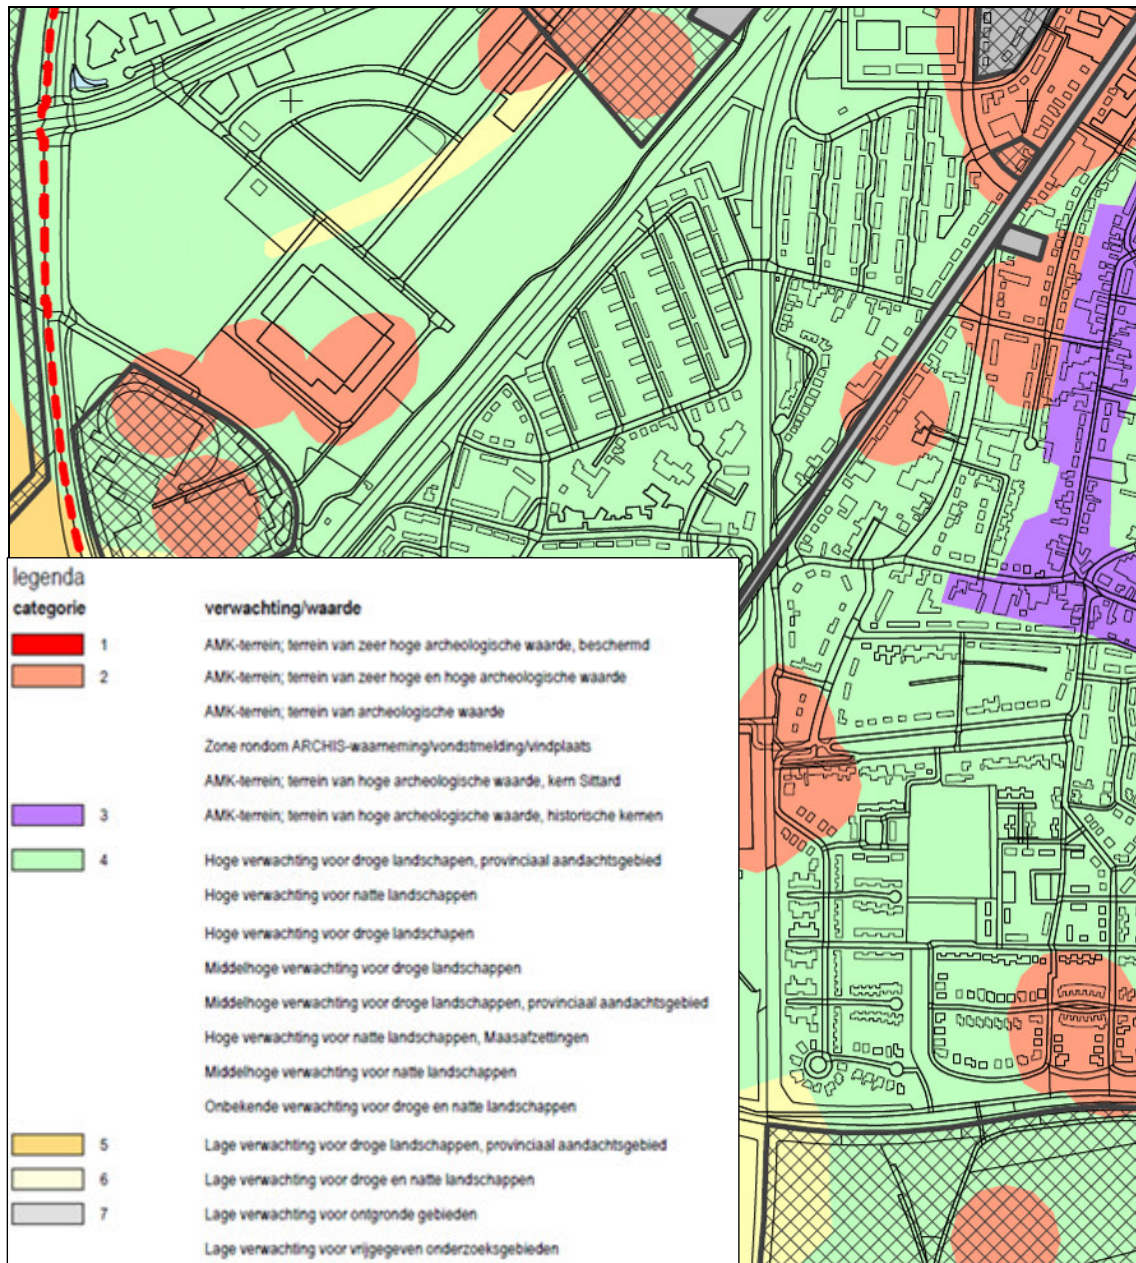 legenda
categorie verwachting/waarde
1 AMK-terrein; terrein van zeer hoge archeologische waarde, beschermd
2 AMK-terrein; terrein van zeer hoge en hoge archeologische waarde
AMK-terrein; terrein van archeologische waarde
Zone rondom ARCHIS-waarneming/vondstmelding/vindplaats
AMK-terrein; terrein van hoge archeologische waarde, kern Sittard
3 AMK-terrein; terrein van hoge archeologische waarde, historische kernen
4 Hoge verwachting voor droge landschapen, provinciaal aandachtsgebied
Hoge verwachting voor natte landschappen
Hoge verwachting voor droge landschapen
Middelhoge verwachting voor droge landschappen
Middelhoge verwachting voor droge landschappen, provinciaal aandachtsgebied
Hoge verwachting voor natte landschappen, Maasafzettingen
Middelhoge verwachting voor natte landschappen
Onbekende verwachting voor droge en natte landschappen
5 Lage verwachting voor droge landschappen, provinciaal aandachtsgebied
6 Lage verwachting voor droge en natte landschappen
7 Lage verwachting voor ontgronde gebieden
Lage verwachting voor vrijgegeven onderzoeksgebieden